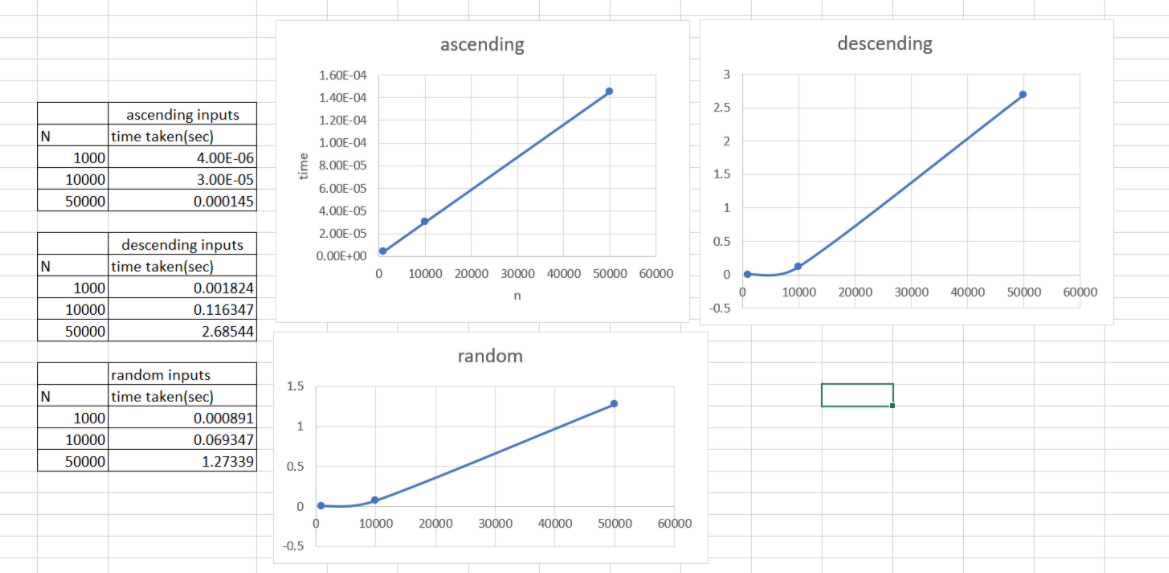 ascending inputs
N time taken(sec)
1000 4.00E-06
10000 3.00E-05
50000 0.000145
descending inputs
N time taken(sec)
1000 0.001824
10000 0.116347
50000 2.68544
random inputs
N time taken(sec)
1000 0.000891
10000 0.069347
50000 1.27339
ascending
1.60E-04
1.40E-04
1.20E-04
1.00E-04
8.00E-05
6.00E-05
4.00E-05
2.00E-05
0.00E+00
time
0 10000 20000 30000 40000 50000 60000
n
descending
3
2.5
2
1.5
1
0.5
0
-0.5
0 10000 20000 30000 40000 50000 60000
random
1.5
1
0.5
0
-0.5
0 10000 20000 30000 40000 50000 60000